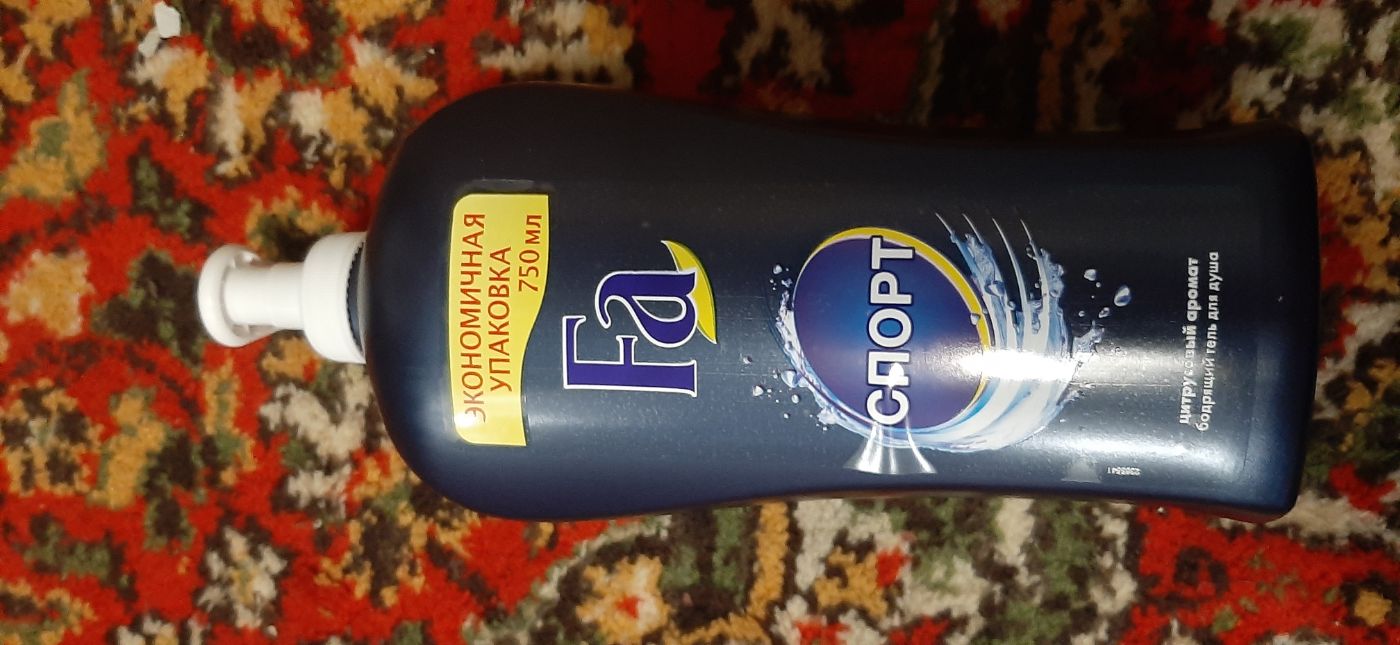 ЭКОНОМИЧНАЯ
УПАКОВКА
750 мл
Fa
СПОРТ
цитрусовый аромат
бодрящий гель для душа